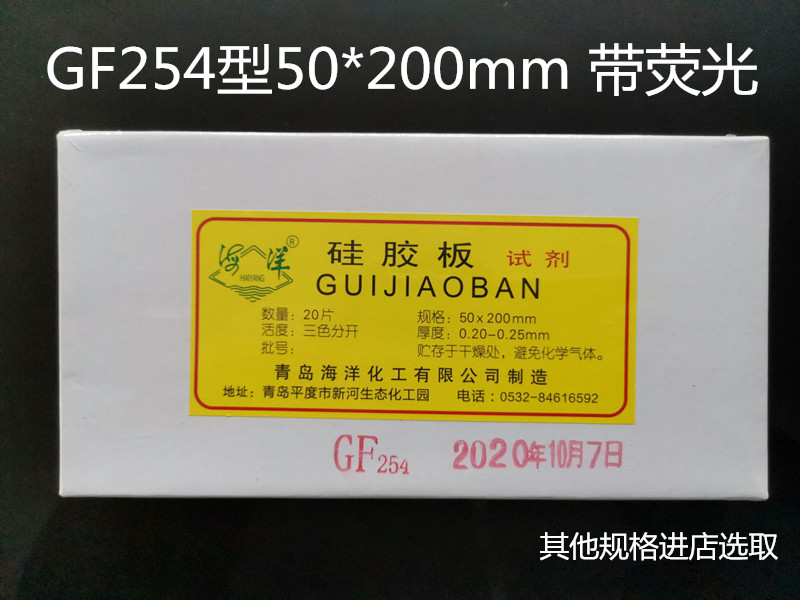 GF254型50*200mm 带荧光
海洋®
HAIYANG
硅胶板 试剂
GUIJIAOBAN
数量：20片 规格：50x200mm
活度：三色分开 厚度：0.20-0.25mm
批号： 贮存于干燥处，避免化学气体。
青岛海洋化工有限公司制造
地址：青岛平度市新河生态化工园 电话：0532-84616592
GF254 2020年10月7日
其他规格进店选取